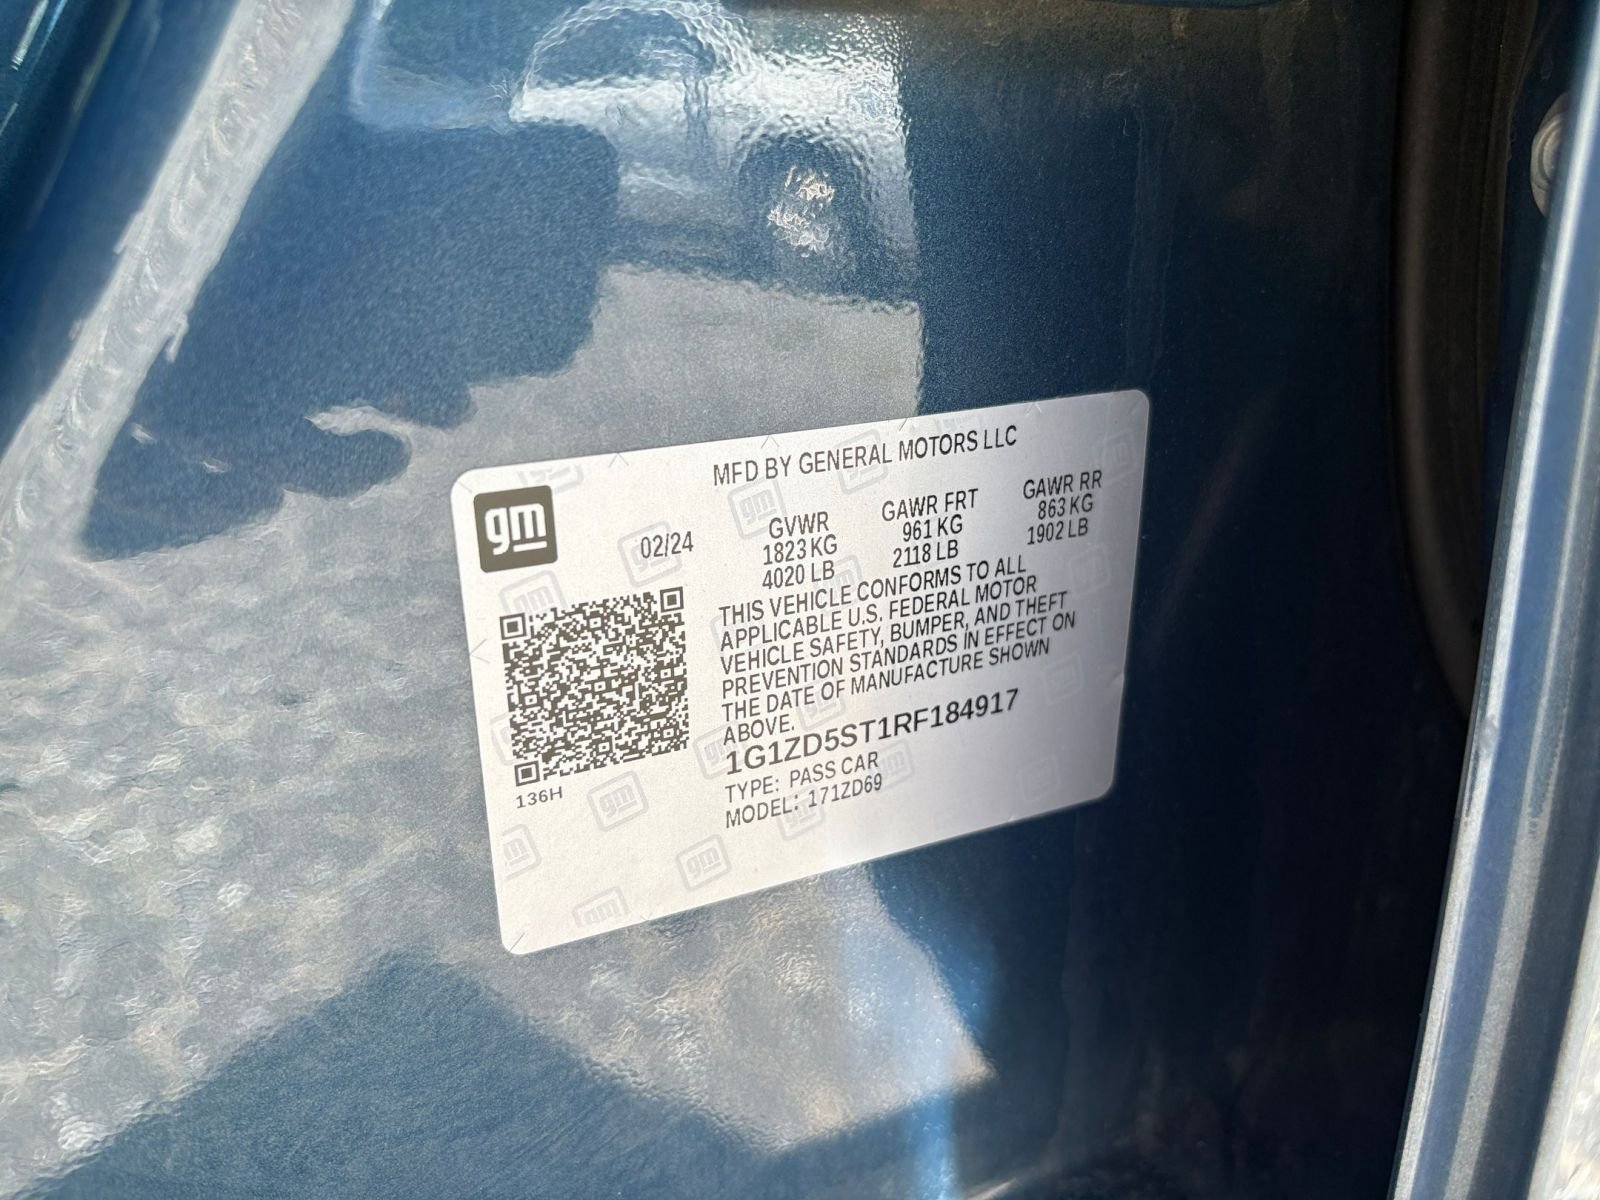 MFD BY GENERAL MOTORS LLC
gm
02/24
GVWR
1823 KG
4020 LB
GAWR FRT
961 KG
2118 LB
GAWR RR
863 KG
1902 LB
THIS VEHICLE CONFORMS TO ALL
APPLICABLE U.S. FEDERAL MOTOR
VEHICLE SAFETY, BUMPER, AND THEFT
PREVENTION STANDARDS IN EFFECT ON
THE DATE OF MANUFACTURE SHOWN
ABOVE.
1G1ZD5ST1RF184917
TYPE: PASS CAR
MODEL: 171ZD69
136H